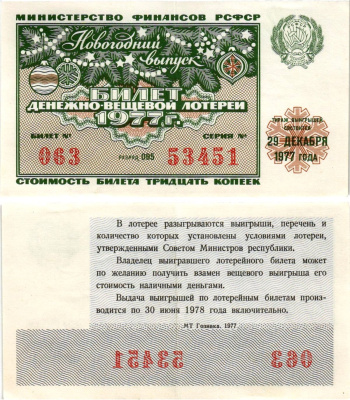 МИНИСТЕРСТВО ФИНАНСОВ РСФСР
Новогодний
выпуск
БИЛЕТ
ДЕНЕЖНО-ВЕЩЕВОЙ ЛОТЕРЕИ
1977г.
БИЛЕТ № СЕРИЯ №
063 РАЗРЯД 095 53451
ТИРАЖ ВЫИГРЫШЕЙ
СОСТОИТСЯ
29 ДЕКАБРЯ
1977 ГОДА
СТОИМОСТЬ БИЛЕТА ТРИДЦАТЬ КОПЕЕК
В лотерее разыгрываются выигрыши, перечень и
количество которых установлены условиями лотереи,
утвержденными Советом Министров республики.
Владелец выигравшего лотерейного билета может
по желанию получить взамен вещевого выигрыша его
стоимость наличными деньгами.
Выдача выигрышей по лотерейным билетам произ-
водится по 30 июня 1978 года включительно.
МТ Гознака. 1977.
53451 063